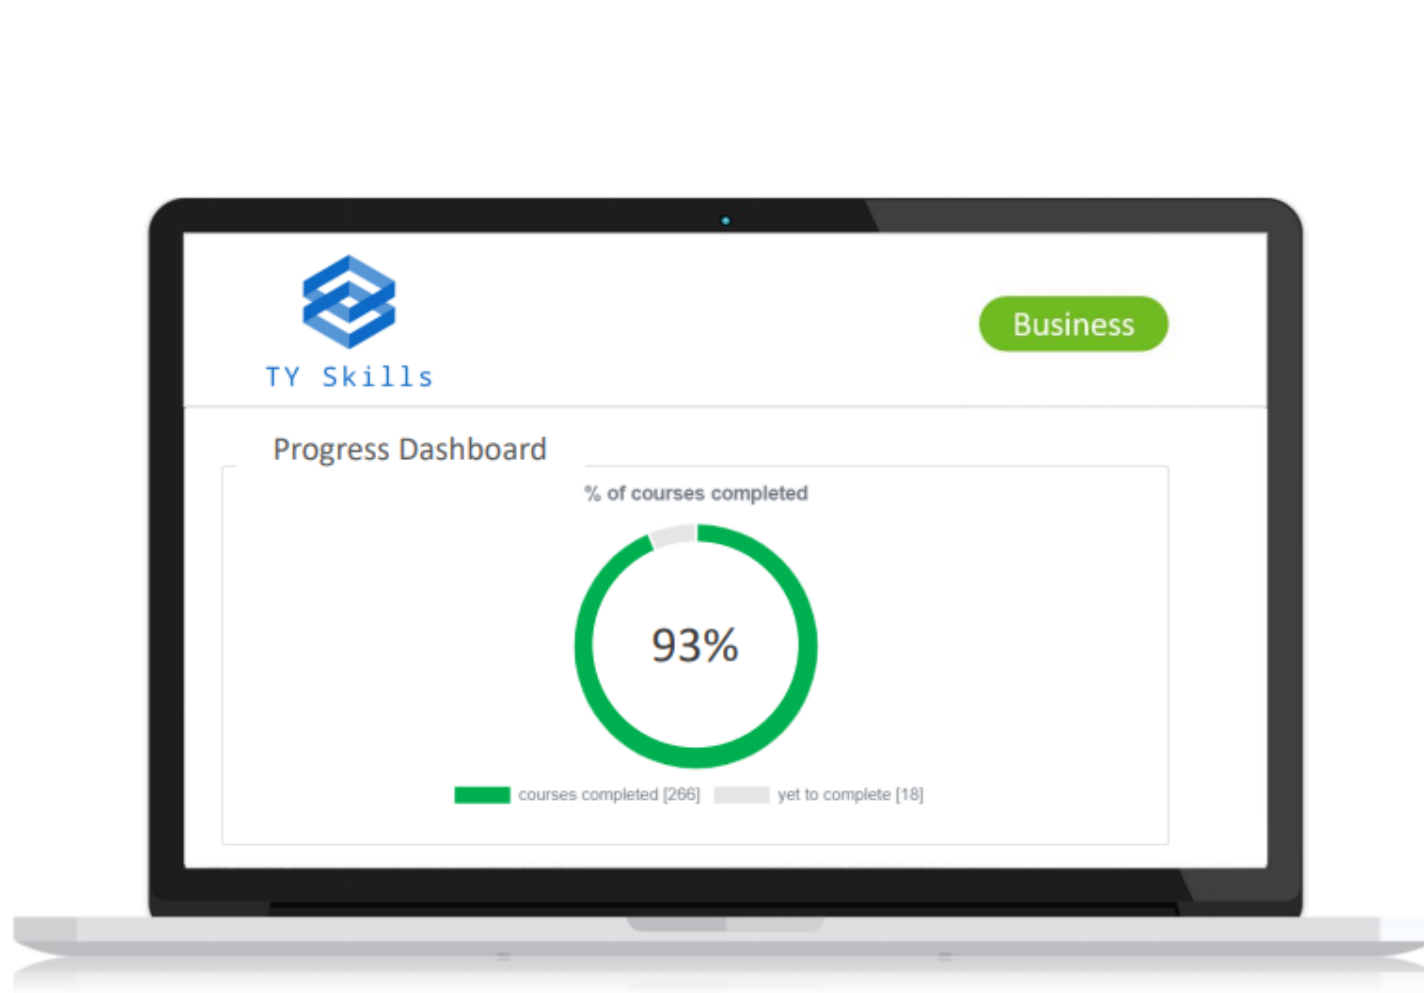 TY Skills
Business
Progress Dashboard
% of courses completed
93%
courses completed [266] yet to complete [18]